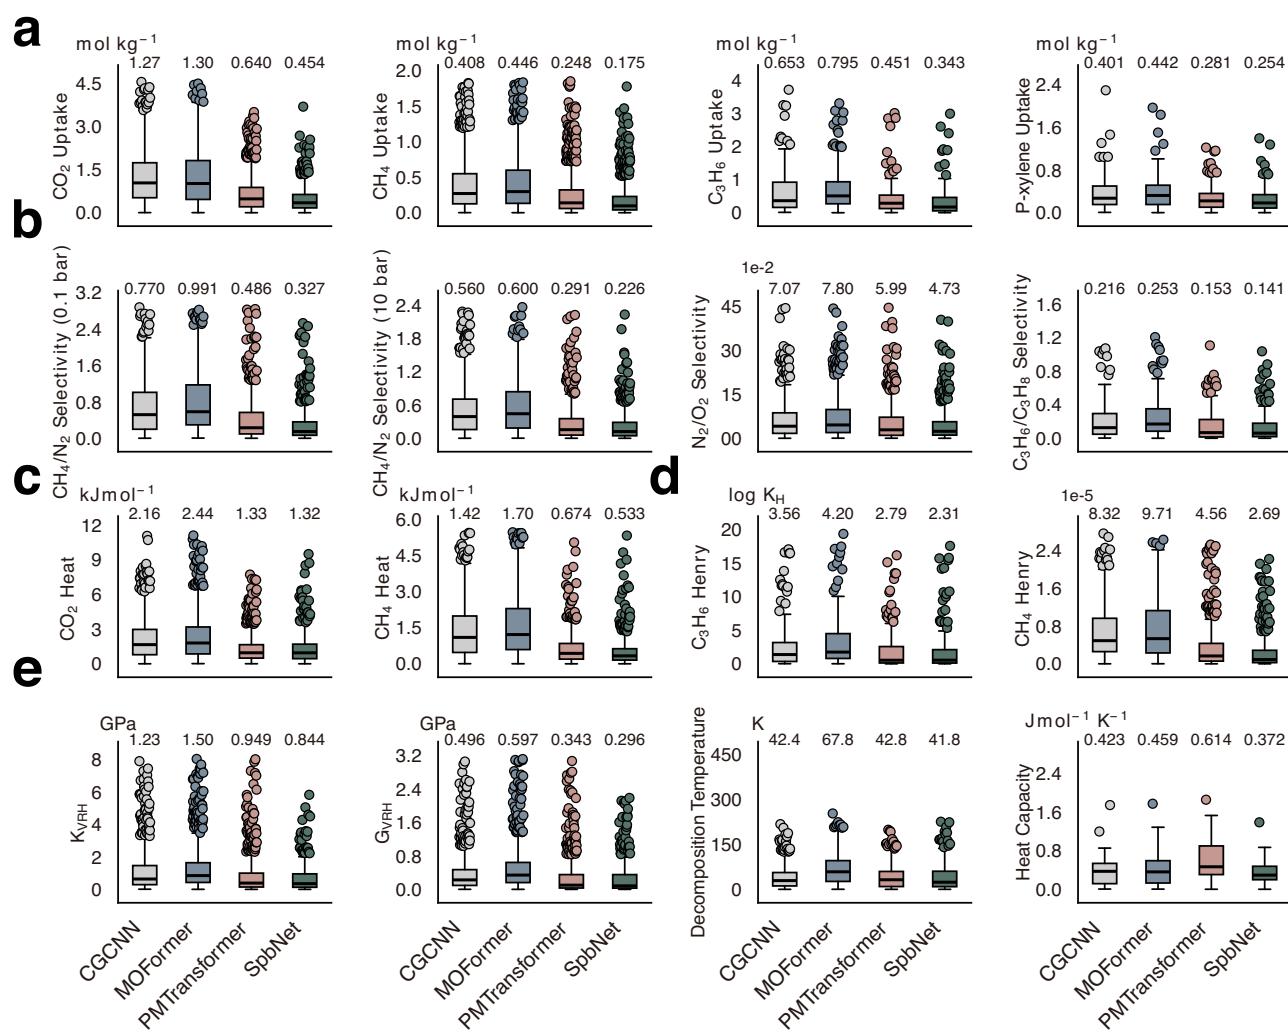 a
mol kg⁻¹
1.27 1.30 0.640 0.454
CO₂ Uptake
4.5
3.0
1.5
0.0
mol kg⁻¹
0.408 0.446 0.248 0.175
CH₄ Uptake
2.0
1.5
1.0
0.5
0.0
mol kg⁻¹
0.653 0.795 0.451 0.343
C₃H₆ Uptake
4
3
2
1
0
mol kg⁻¹
0.401 0.442 0.281 0.254
P-xylene Uptake
2.4
1.6
0.8
0.0
b
0.770 0.991 0.486 0.327
CH₄/N₂ Selectivity (0.1 bar)
3.2
2.4
1.6
0.8
0.0
0.560 0.600 0.291 0.226
CH₄/N₂ Selectivity (10 bar)
2.4
1.8
1.2
0.6
0.0
1e-2
7.07 7.80 5.99 4.73
N₂/O₂ Selectivity
45
30
15
00
0.216 0.253 0.153 0.141
C₃H₆/C₃H₈ Selectivity
1.6
1.2
0.8
0.4
0.0
c
kJmol⁻¹
2.16 2.44 1.33 1.32
CO₂ Heat
12
9
6
3
0
kJmol⁻¹
1.42 1.70 0.674 0.533
CH₄ Heat
6.0
4.5
3.0
1.5
0.0
d
log K_H
3.56 4.20 2.79 2.31
C₃H₆ Henry
20
15
10
5
0
1e-5
8.32 9.71 4.56 2.69
CH₄ Henry
2.4
1.6
0.8
0.0
e
GPa
1.23 1.50 0.949 0.844
K_VRH
8
6
4
2
0
GPa
0.496 0.597 0.343 0.296
G_VRH
3.2
2.4
1.6
0.8
0.0
K
42.4 67.8 42.8 41.8
Decomposition Temperature
450
300
150
0
Jmol⁻¹ K⁻¹
0.423 0.459 0.614 0.372
Heat Capacity
2.4
1.6
0.8
0.0
CGCNN MOFormer PMTransformer SpbNet
CGCNN MOFormer PMTransformer SpbNet
CGCNN MOFormer PMTransformer SpbNet
CGCNN MOFormer PMTransformer SpbNet